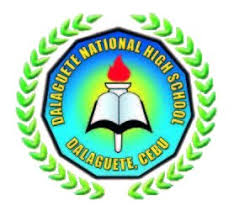 DALAGUETE NATIONAL HIGH SCHOOL
DALAGUETE, CEBU